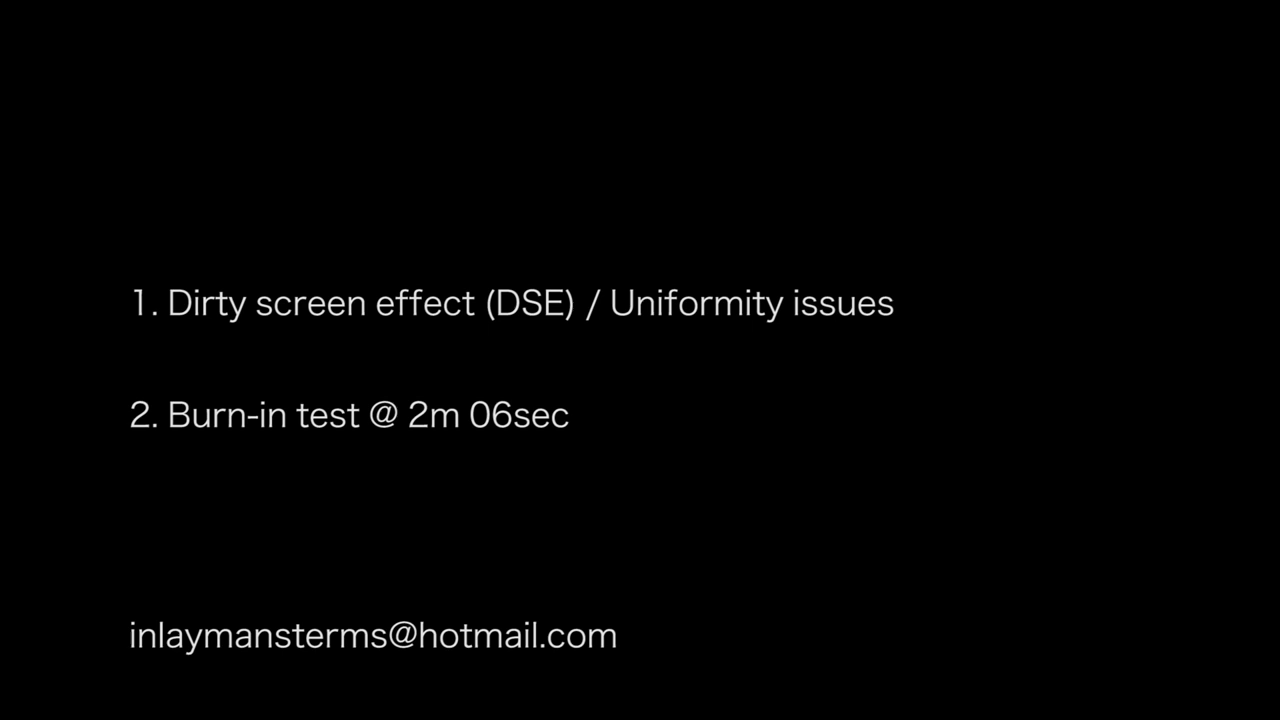 1. Dirty screen effect (DSE) / Uniformity issues
2. Burn-in test @ 2m 06sec
inlaymansterms@hotmail.com